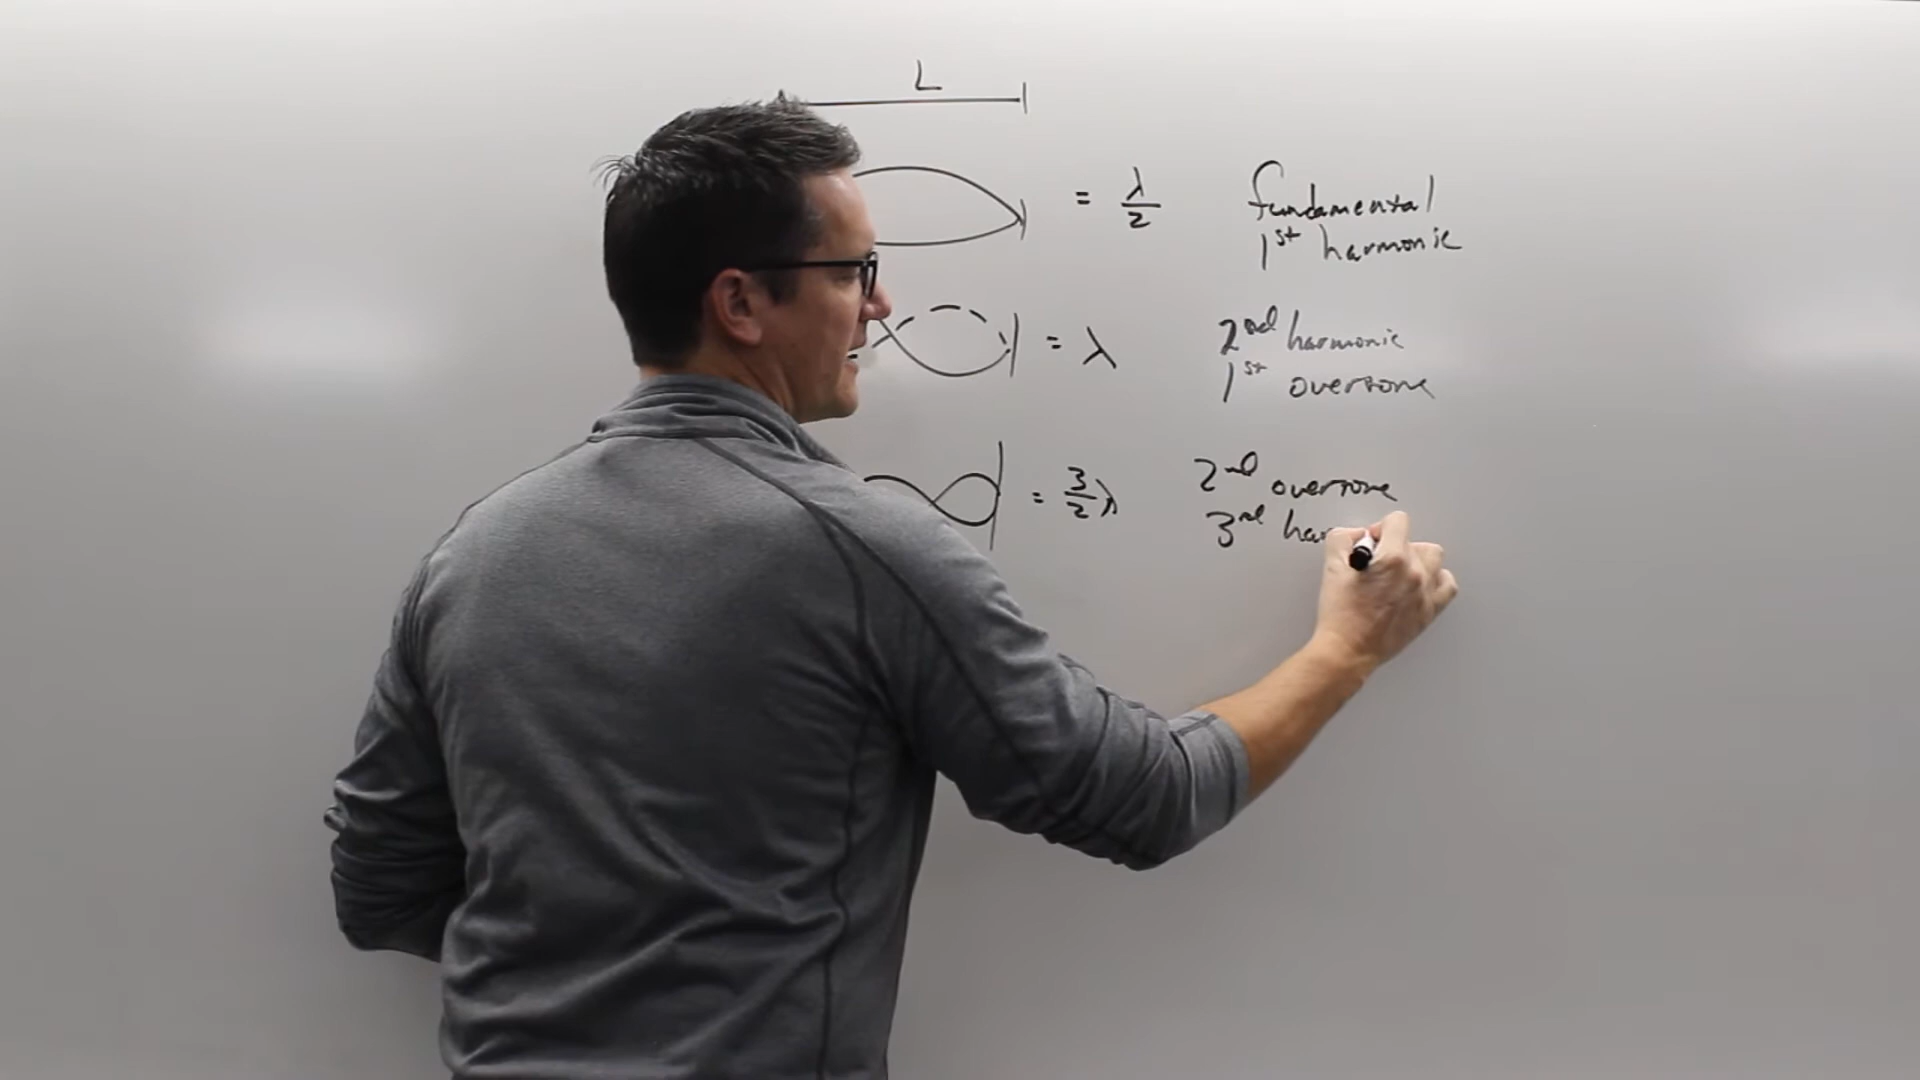 L
= λ/2
fundamental
1st harmonic
= λ
2nd harmonic
1st overtone
= 3/2 λ
2nd overtone
3rd har